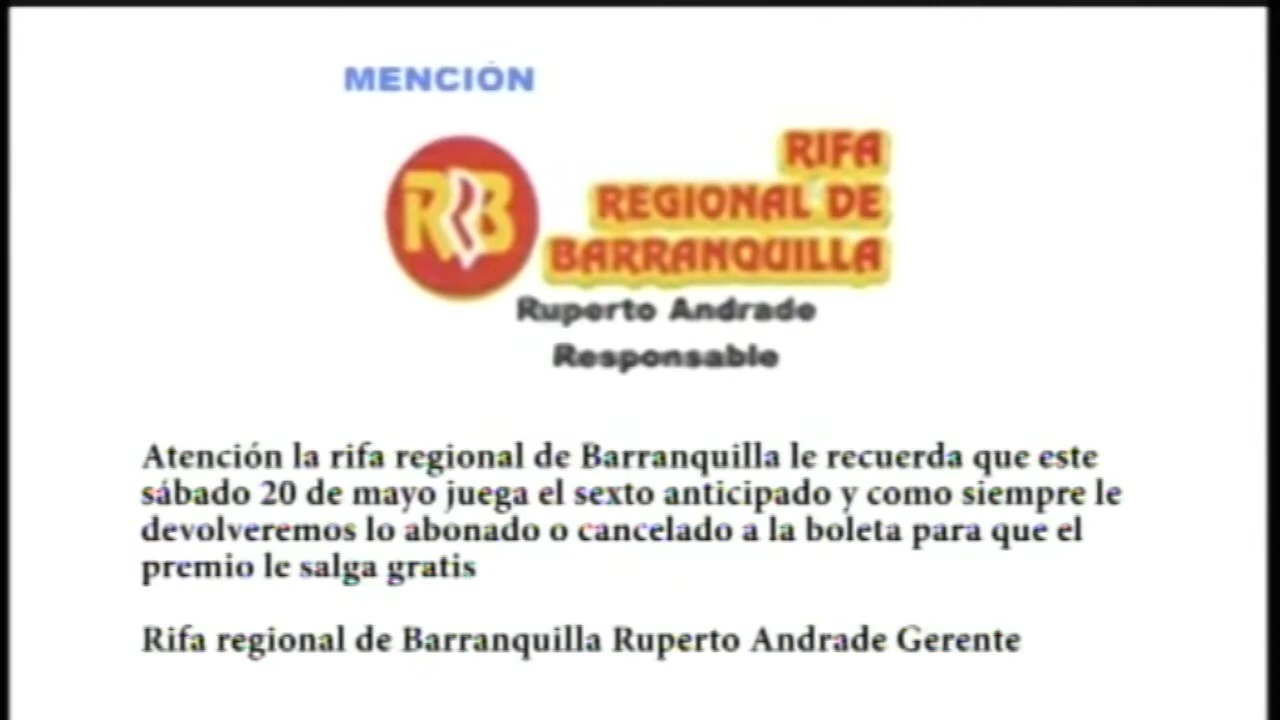 MENCIÓN
RB
RIFA
REGIONAL DE
BARRANQUILLA
Ruperto Andrade
Responsable
Atención la rifa regional de Barranquilla le recuerda que este
sábado 20 de mayo juega el sexto anticipado y como siempre le
devolveremos lo abonado o cancelado a la boleta para que el
premio le salga gratis
Rifa regional de Barranquilla Ruperto Andrade Gerente